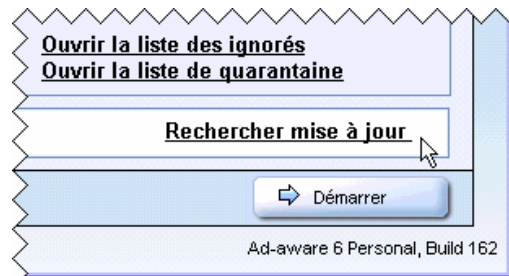 Ouvrir la liste des ignorés
Ouvrir la liste de quarantaine
Rechercher mise à jour
Démarrer
Ad-aware 6 Personal, Build 162